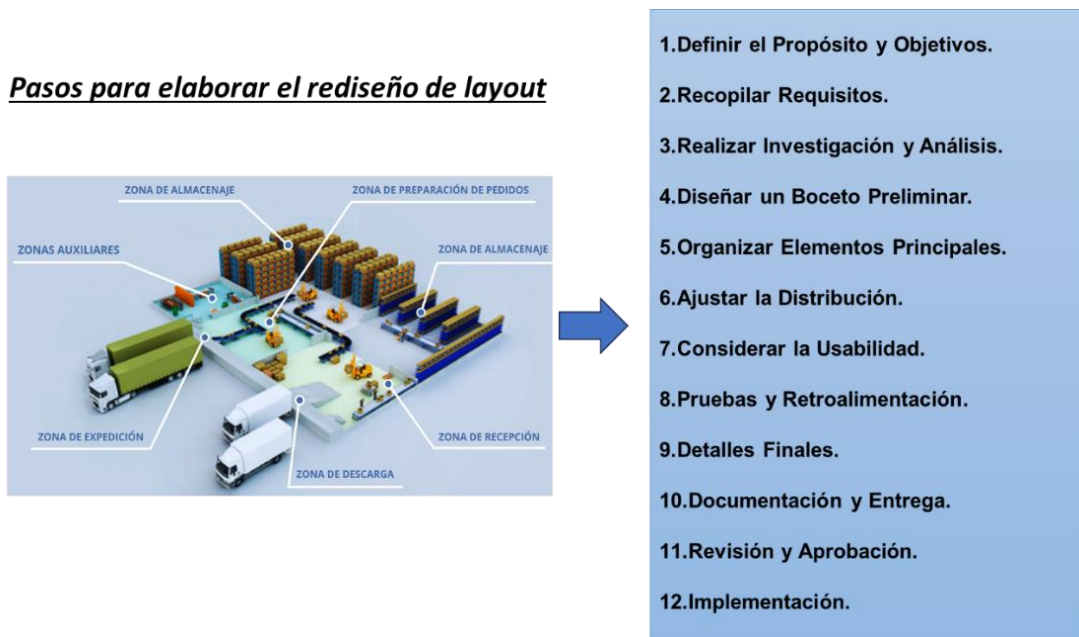 Pasos para elaborar el rediseño de layout
ZONA DE ALMACENAJE
ZONA DE PREPARACIÓN DE PEDIDOS
ZONAS AUXILIARES
ZONA DE ALMACENAJE
ZONA DE EXPEDICIÓN
ZONA DE RECEPCIÓN
ZONA DE DESCARGA
1.Definir el Propósito y Objetivos.
2.Recopilar Requisitos.
3.Realizar Investigación y Análisis.
4.Diseñar un Boceto Preliminar.
5.Organizar Elementos Principales.
6.Ajustar la Distribución.
7.Considerar la Usabilidad.
8.Pruebas y Retroalimentación.
9.Detalles Finales.
10.Documentación y Entrega.
11.Revisión y Aprobación.
12.Implementación.